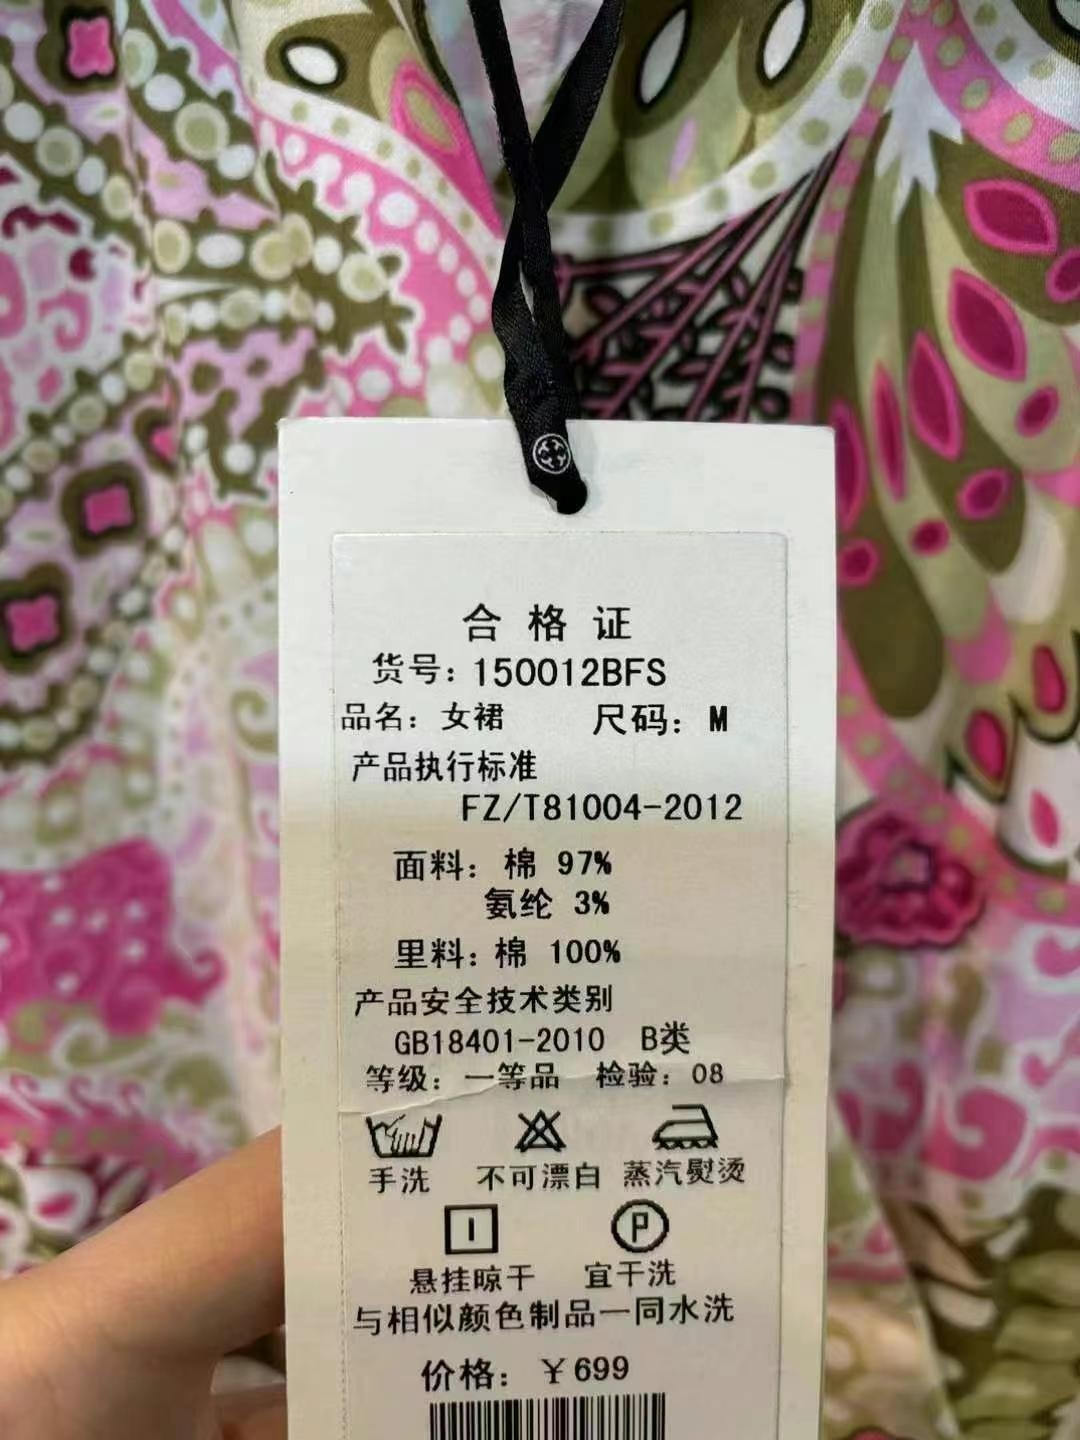 合格证
货号：150012BFS
品名：女裙 尺码：M
产品执行标准
FZ/T81004-2012
面料：棉 97%
氨纶 3%
里料：棉 100%
产品安全技术类别
GB18401-2010 B类
等级：一等品 检验：08
手洗 不可漂白 蒸汽熨烫
P
悬挂晾干 宜干洗
与相似颜色制品一同水洗
价格：￥699